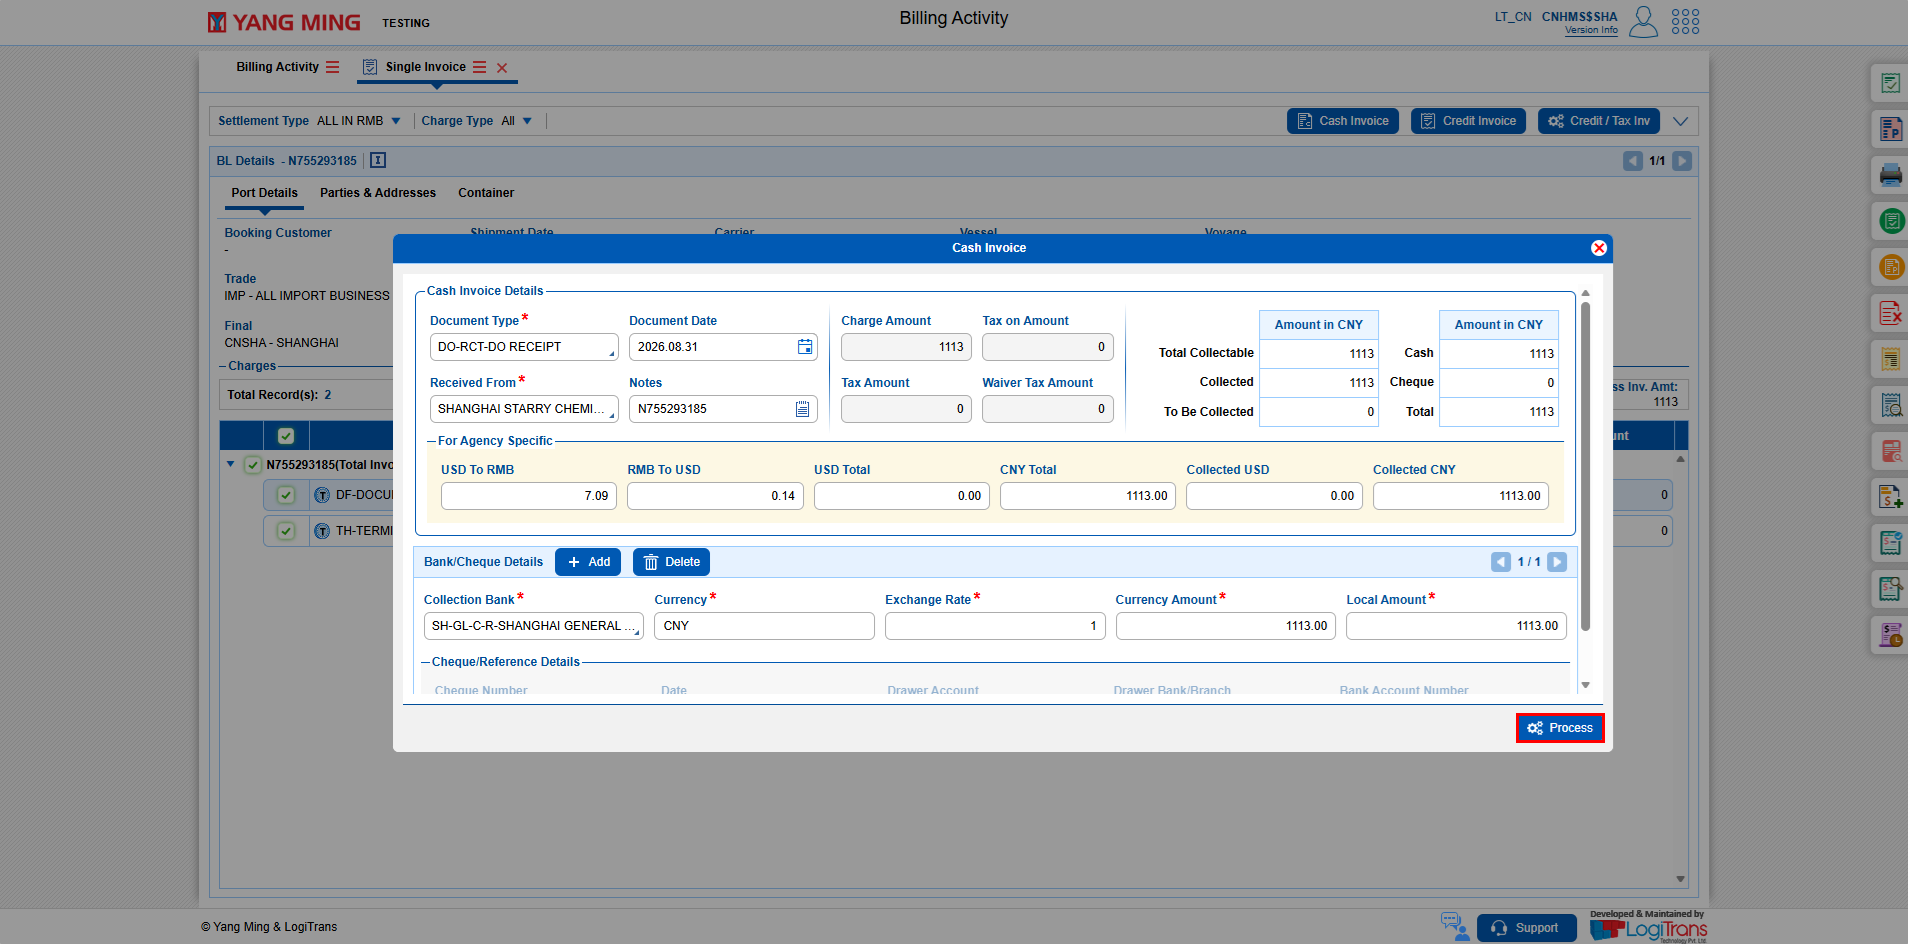 YANG MING
TESTING
Billing Activity
LT_CN
CNHMS$SHA
Version Info
Billing Activity
Single Invoice
Settlement Type ALL IN RMB
Charge Type All
Cash Invoice
Credit Invoice
Credit / Tax Inv
BL Details - N755293185
1/1
Port Details
Parties & Addresses
Container
Booking Customer
Shipment Date
Carrier
Vessel
Voyage
-
Trade
IMP - ALL IMPORT BUSINESS
Final
CNSHA - SHANGHAI
Charges
Total Record(s): 2
ss Inv. Amt:
1113
unt
N755293185(Total Invo
DF-DOCU
0
TH-TERMI
0
Cash Invoice
Cash Invoice Details
Document Type*
Document Date
Charge Amount
Tax on Amount
DO-RCT-DO RECEIPT
2026.08.31
1113
0
Received From*
Notes
Tax Amount
Waiver Tax Amount
SHANGHAI STARRY CHEMI...
N755293185
0
0
Amount in CNY
Amount in CNY
Total Collectable
1113
Cash
1113
Collected
1113
Cheque
0
To Be Collected
0
Total
1113
For Agency Specific
USD To RMB
RMB To USD
USD Total
CNY Total
Collected USD
Collected CNY
7.09
0.14
0.00
1113.00
0.00
1113.00
Bank/Cheque Details
Add
Delete
1 / 1
Collection Bank*
Currency*
Exchange Rate*
Currency Amount*
Local Amount*
SH-GL-C-R-SHANGHAI GENERAL ...
CNY
1
1113.00
1113.00
Cheque/Reference Details
Cheque Number
Date
Drawer Account
Drawer Bank/Branch
Bank Account Number
Process
© Yang Ming & LogiTrans
Support
Developed & Maintained by
LogiTrans
Technology Pvt. Ltd.